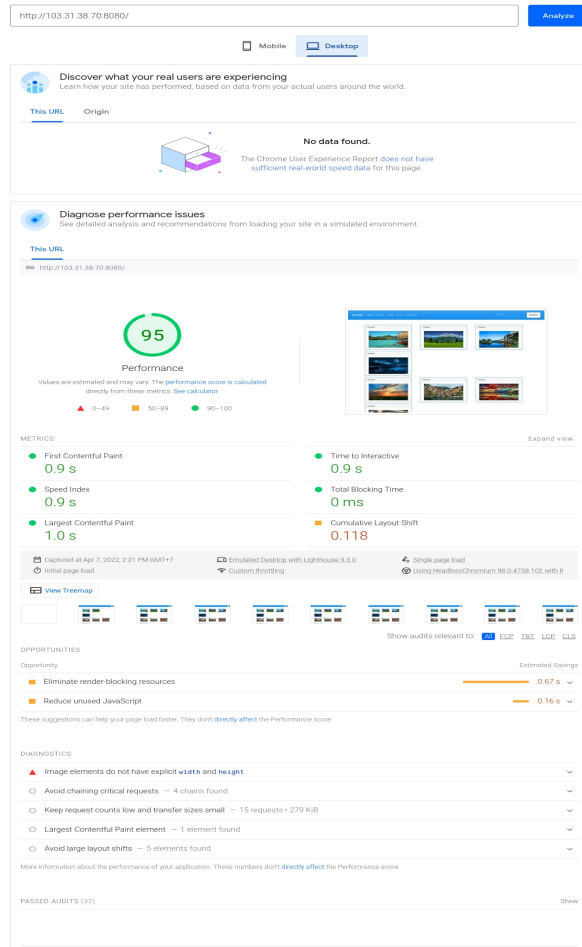 http://103.31.38.70:8080/
Analyze
Mobile
Desktop
Discover what your real users are experiencing
Learn how your site has performed, based on data from your actual users around the world.
This URL
Origin
No data found.
The Chrome User Experience Report does not have
sufficient real-world speed data for this page.
Diagnose performance issues
See detailed analysis and recommendations from loading your site in a simulated environment.
This URL
http://103.31.38.70:8080/
95
Performance
Values are estimated and may vary. The performance score is calculated
directly from these metrics. See calculator.
0–49
50–89
90–100
METRICS
Expand view
First Contentful Paint
0.9 s
Time to Interactive
0.9 s
Speed Index
0.9 s
Total Blocking Time
0 ms
Largest Contentful Paint
1.0 s
Cumulative Layout Shift
0.118
Captured at Apr 7, 2022, 2:21 PM GMT+7
Emulated Desktop with Lighthouse 9.3.0
Single page load
Initial page load
Custom throttling
Using HeadlessChromium 98.0.4758.102 with lr
View Treemap
Show audits relevant to: All FCP TBT LCP CLS
OPPORTUNITIES
Opportunity
Estimated Savings
Eliminate render-blocking resources
0.67 s
Reduce unused JavaScript
0.16 s
These suggestions can help your page load faster. They don't directly affect the Performance score.
DIAGNOSTICS
Image elements do not have explicit width and height
Avoid chaining critical requests — 4 chains found
Keep request counts low and transfer sizes small — 15 requests • 279 KiB
Largest Contentful Paint element — 1 element found
Avoid large layout shifts — 5 elements found
More information about the performance of your application. These numbers don't directly affect the Performance score.
PASSED AUDITS (32)
Show